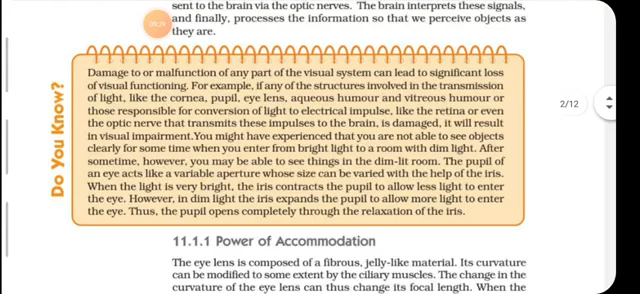 sent to the brain via the optic nerves. The brain interprets these signals,
and finally, processes the information so that we perceive objects as
they are.
09:29
Do You Know?
Damage to or malfunction of any part of the visual system can lead to significant loss
of visual functioning. For example, if any of the structures involved in the transmission
of light, like the cornea, pupil, eye lens, aqueous humour and vitreous humour or
those responsible for conversion of light to electrical impulse, like the retina or even
the optic nerve that transmits these impulses to the brain, is damaged, it will result
in visual impairment.You might have experienced that you are not able to see objects
clearly for some time when you enter from bright light to a room with dim light. After
sometime, however, you may be able to see things in the dim-lit room. The pupil of
an eye acts like a variable aperture whose size can be varied with the help of the iris.
When the light is very bright, the iris contracts the pupil to allow less light to enter
the eye. However, in dim light the iris expands the pupil to allow more light to enter
the eye. Thus, the pupil opens completely through the relaxation of the iris.
2/12
11.1.1 Power of Accommodation
The eye lens is composed of a fibrous, jelly-like material. Its curvature
can be modified to some extent by the ciliary muscles. The change in the
curvature of the eye lens can thus change its focal length. When the